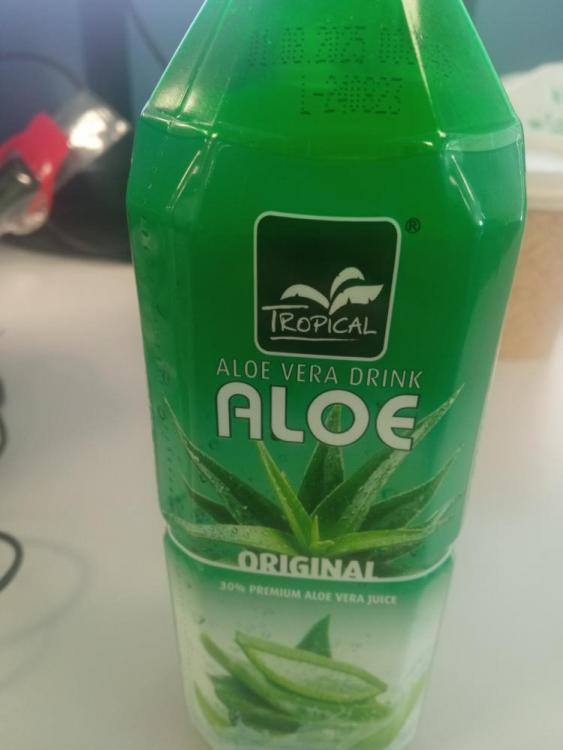 ®
TROPICAL
ALOE VERA DRINK
ALOE
ORIGINAL
30% PREMIUM ALOE VERA JUICE